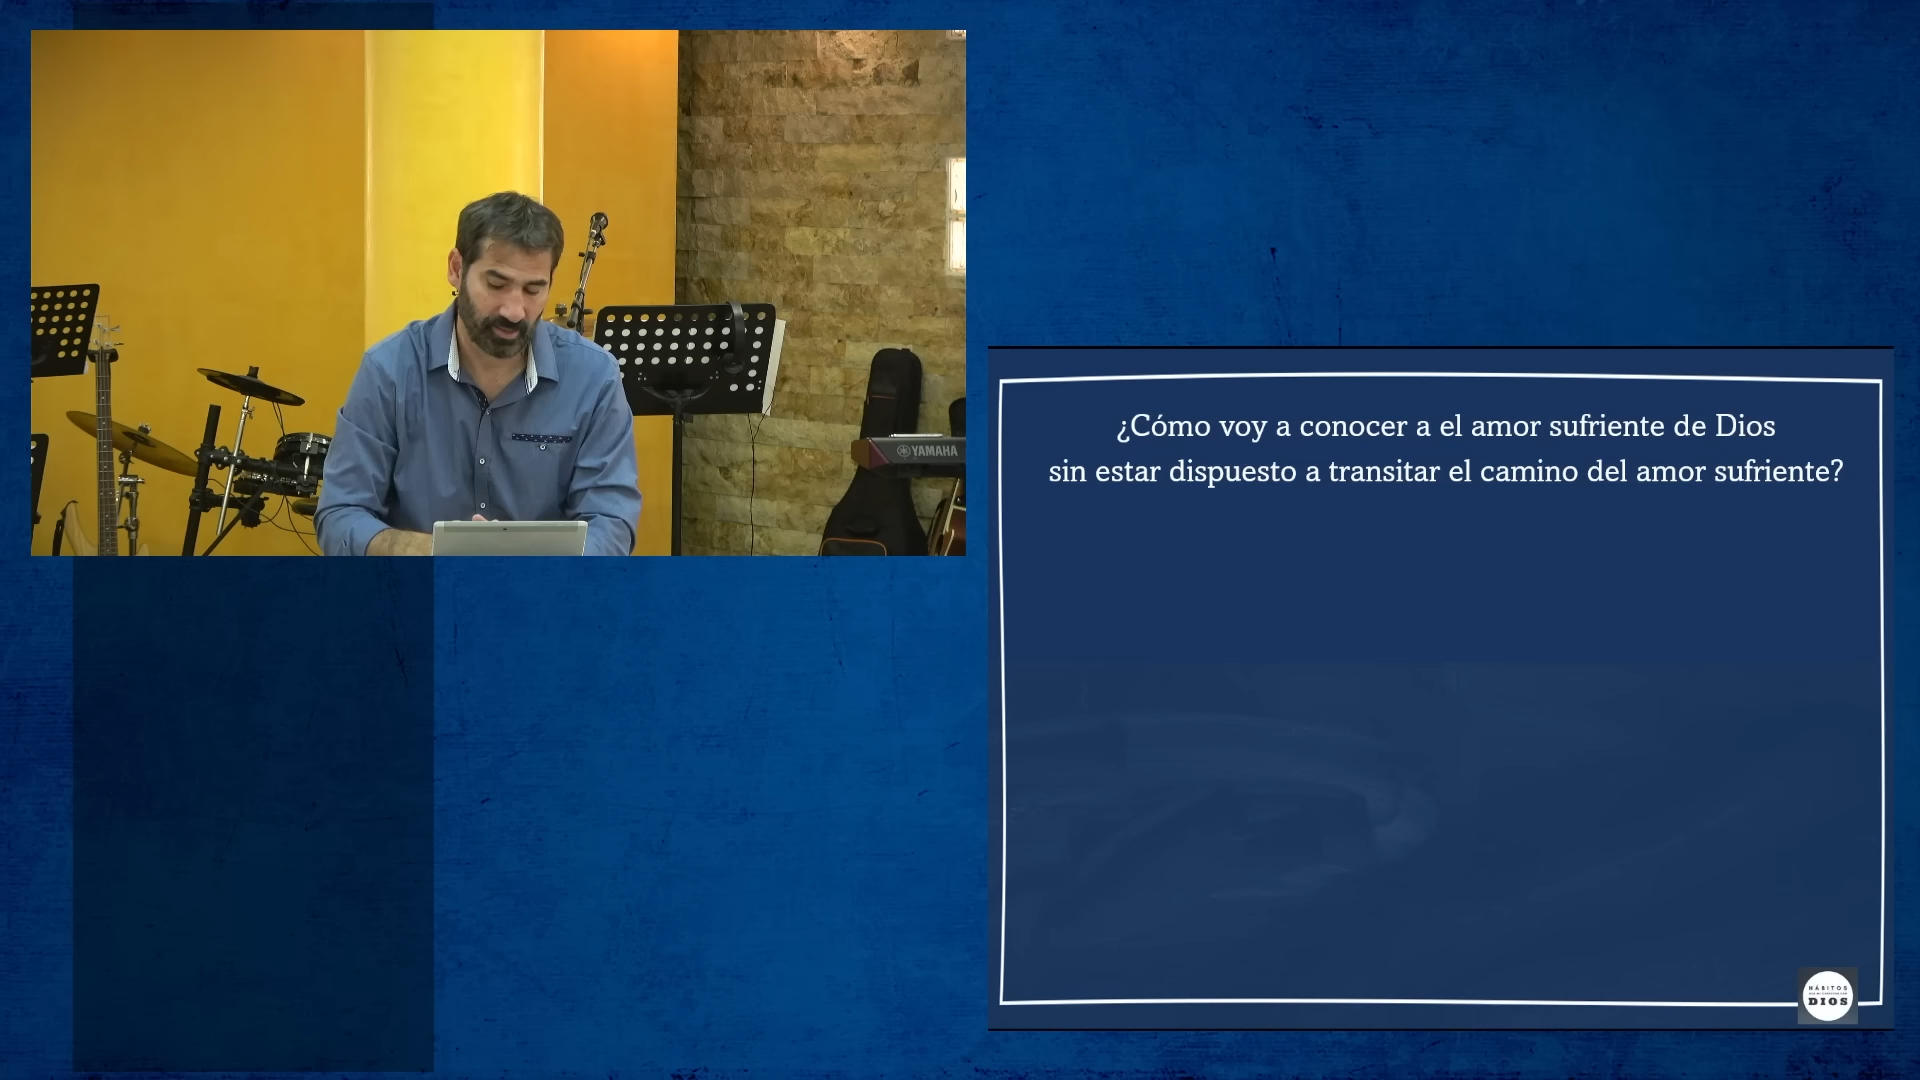 YAMAHA
¿Cómo voy a conocer a el amor sufriente de Dios
sin estar dispuesto a transitar el camino del amor sufriente?
HÁBITOS
DIOS